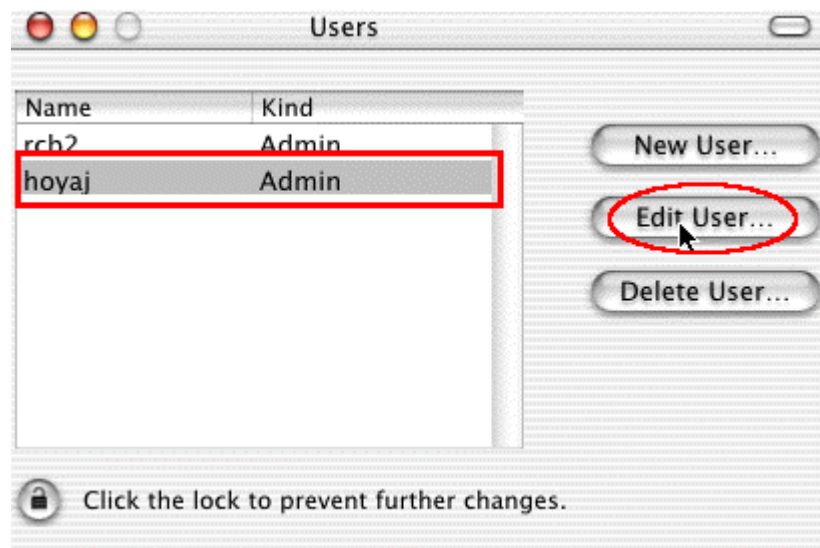 Users
Name Kind
rcb2 Admin
hoyaj Admin
New User...
Edit User...
Delete User...
Click the lock to prevent further changes.